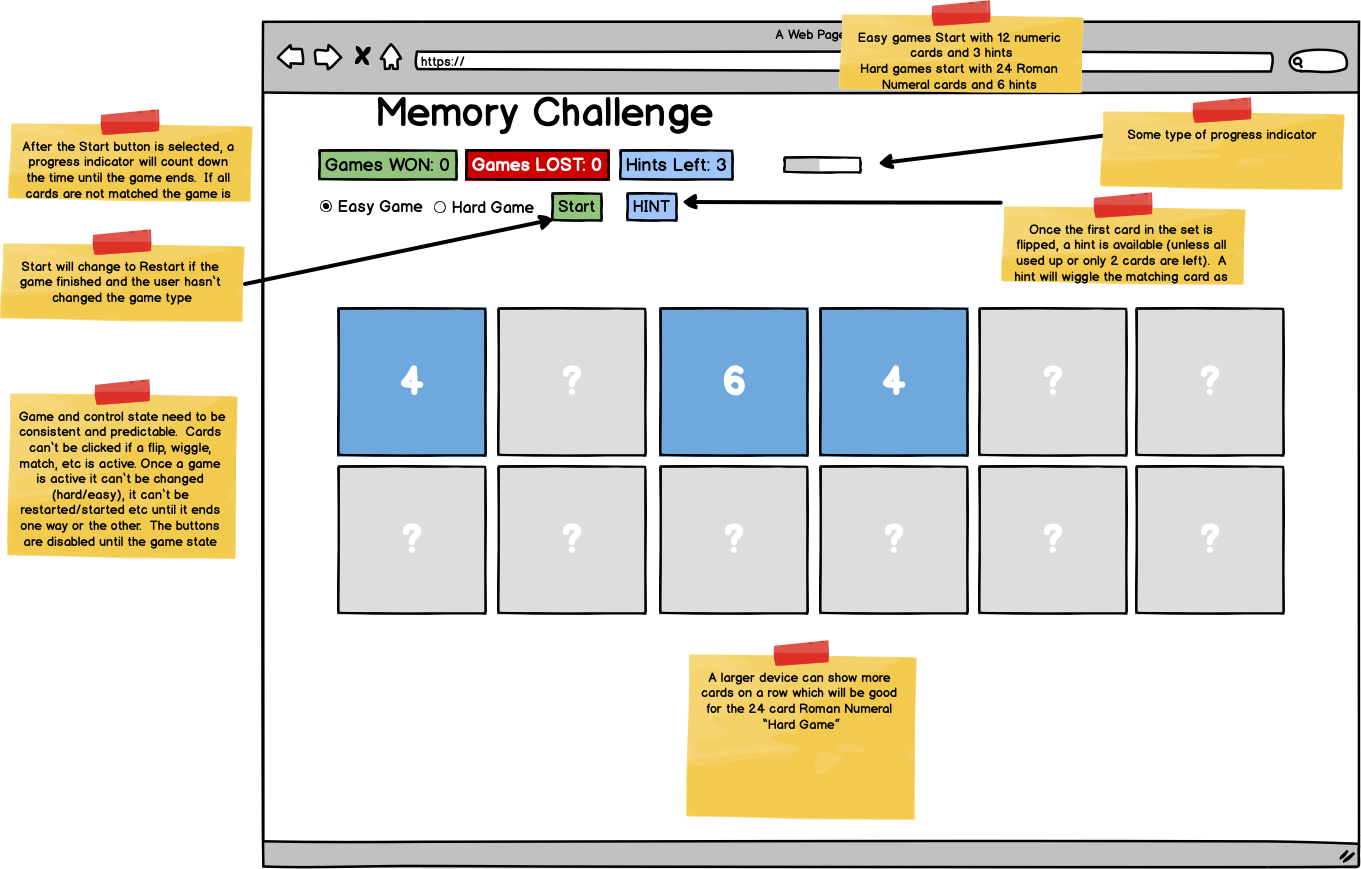 A Web Page
https://
Easy games Start with 12 numeric
cards and 3 hints
Hard games start with 24 Roman
Numeral cards and 6 hints
Memory Challenge
Games WON: 0
Games LOST: 0
Hints Left: 3
Easy Game
Hard Game
Start
HINT
Some type of progress indicator
After the Start button is selected, a
progress indicator will count down
the time until the game ends. If all
cards are not matched the game is
Once the first card in the set is
flipped, a hint is available (unless all
used up or only 2 cards are left). A
hint will wiggle the matching card as
Start will change to Restart if the
game finished and the user hasn`t
changed the game type
Game and control state need to be
consistent and predictable. Cards
can`t be clicked if a flip, wiggle,
match, etc is active. Once a game
is active it can`t be changed
(hard/easy), it can`t be
restarted/started etc until it ends
one way or the other. The buttons
are disabled until the game state
4 ? 6 4 ? ?
? ? ? ? ? ?
A larger device can show more
cards on a row which will be good
for the 24 card Roman Numeral
“Hard Game”